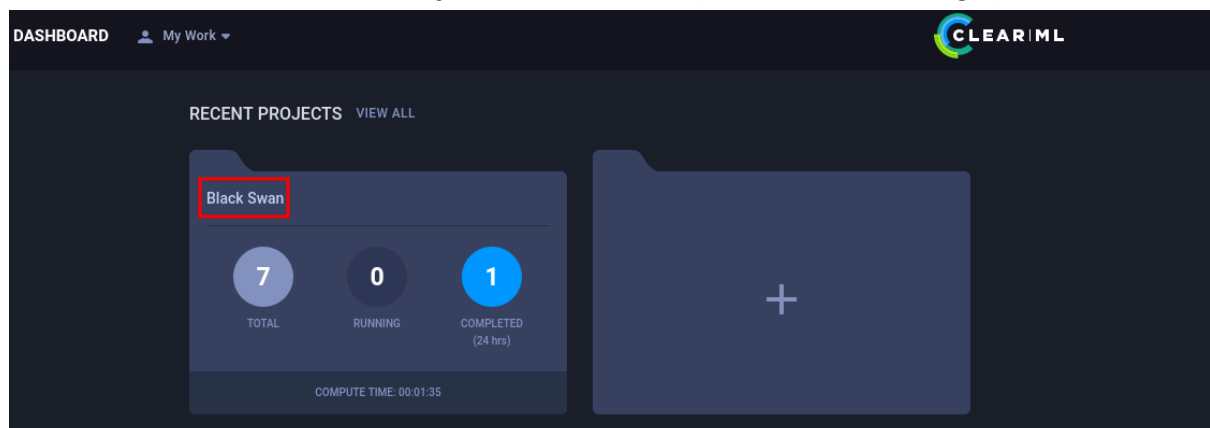 DASHBOARD My Work
CLEAR|ML
RECENT PROJECTS VIEW ALL
Black Swan
7 0 1
TOTAL RUNNING COMPLETED
(24 hrs)
COMPUTE TIME: 00:01:35
+